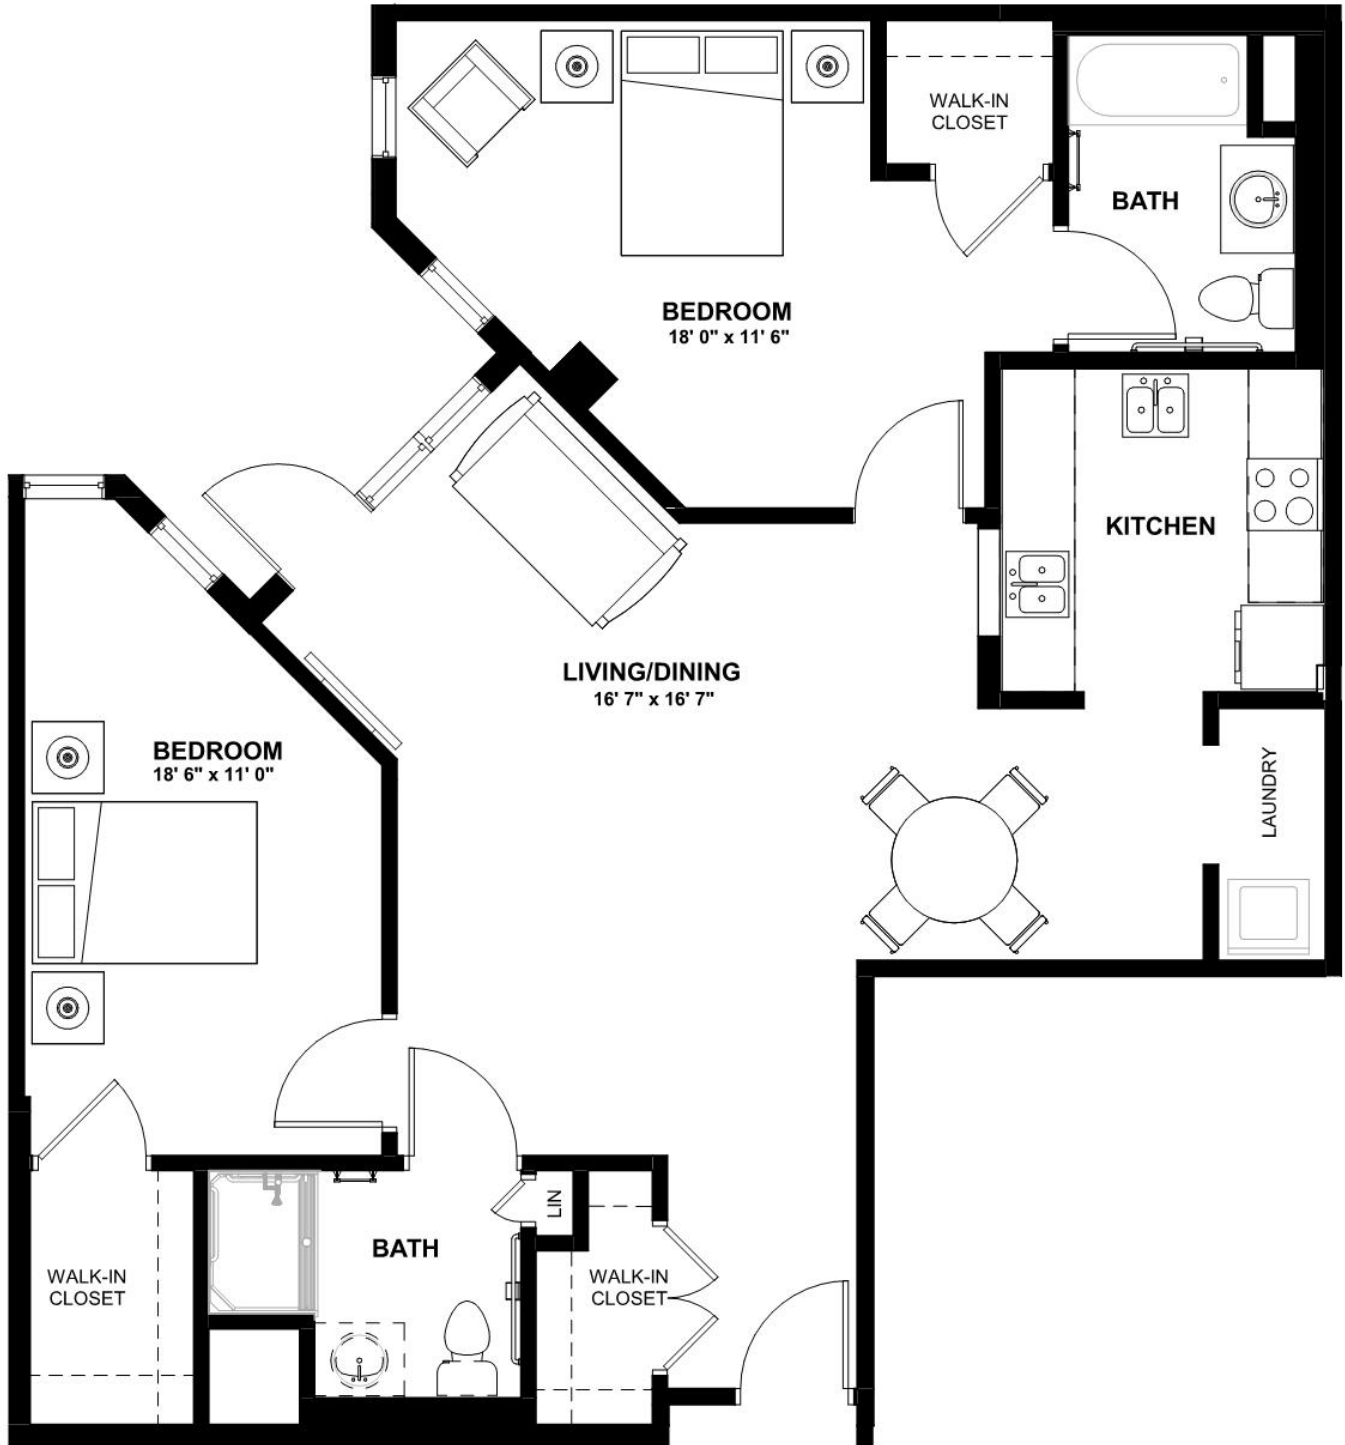 WALK-IN
CLOSET
BATH
BEDROOM
18' 0" x 11' 6"
KITCHEN
LIVING/DINING
16' 7" x 16' 7"
BEDROOM
18' 6" x 11' 0"
LAUNDRY
LIN
BATH
WALK-IN
CLOSET
WALK-IN
CLOSET